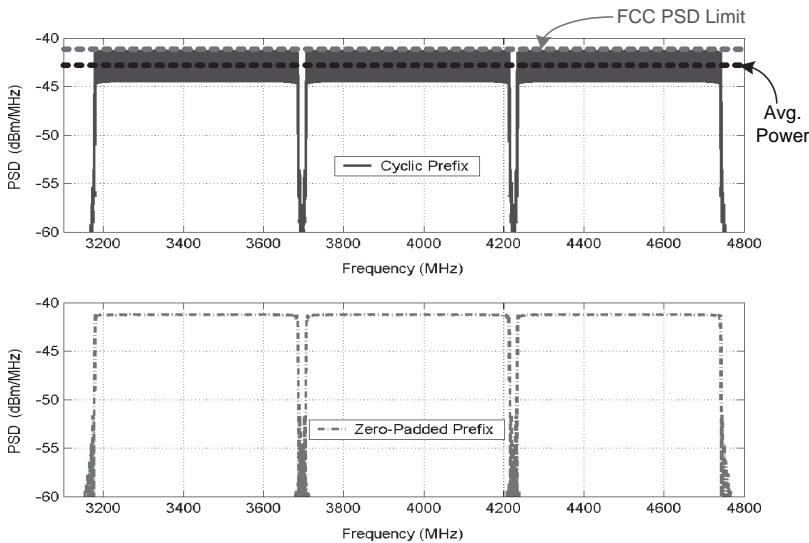 FCC PSD Limit
-40
-45
-50
-55
-60
PSD (dBm/MHz)
Avg.
Power
Cyclic Prefix
3200 3400 3600 3800 4000 4200 4400 4600 4800
Frequency (MHz)
-40
-45
-50
-55
-60
PSD (dBm/MHz)
Zero-Padded Prefix
3200 3400 3600 3800 4000 4200 4400 4600 4800
Frequency (MHz)